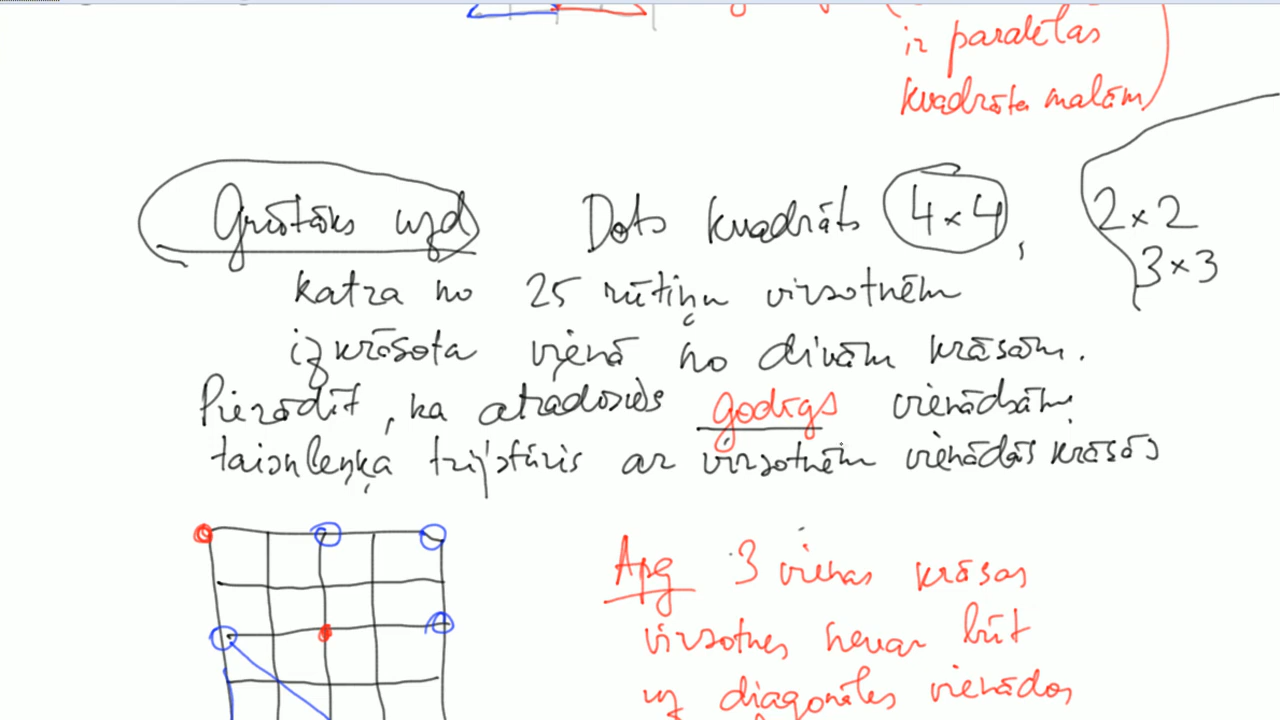 ir paralēlas
kvadrāta malām)
Grūtāks uzd Dots kvadrāts 4×4,
2×2
3×3
katra no 25 rūtiņu virsotnēm
izkrāsota vienā no divām krāsām.
Pierādīt, ka atradīsies godīgs vienādsānu
taisnleņķa trijstūris ar virsotnēm vienādās krāsās
Apg 3 vienas krāsas
virsotnes nevar būt
uz diagonāles vienādos